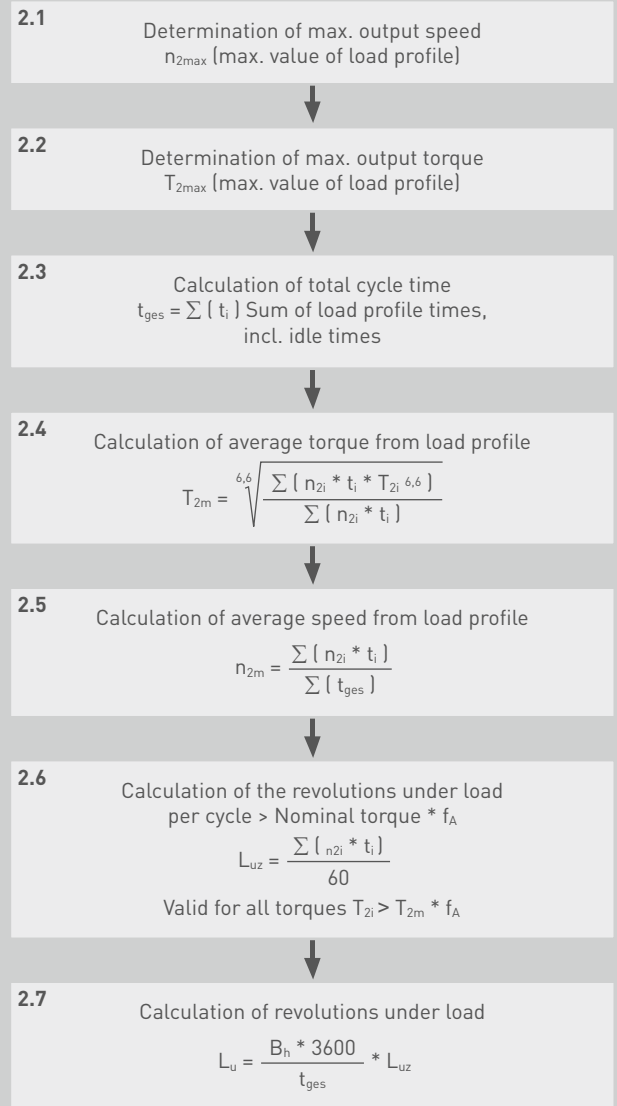 2.1
Determination of max. output speed
n2max (max. value of load profile)
2.2
Determination of max. output torque
T2max (max. value of load profile)
2.3
Calculation of total cycle time
tges = ∑ ( ti ) Sum of load profile times,
incl. idle times
2.4
Calculation of average torque from load profile
T2m = 6,6√ ∑ ( n2i * ti * T2i 6,6 )
∑ ( n2i * ti )
2.5
Calculation of average speed from load profile
n2m = ∑ ( n2i * ti )
∑ ( tges )
2.6
Calculation of the revolutions under load
per cycle > Nominal torque * fA
Luz = ∑ ( n2i * ti )
60
Valid for all torques T2i > T2m * fA
2.7
Calculation of revolutions under load
Lu = Bh * 3600 * Luz
tges